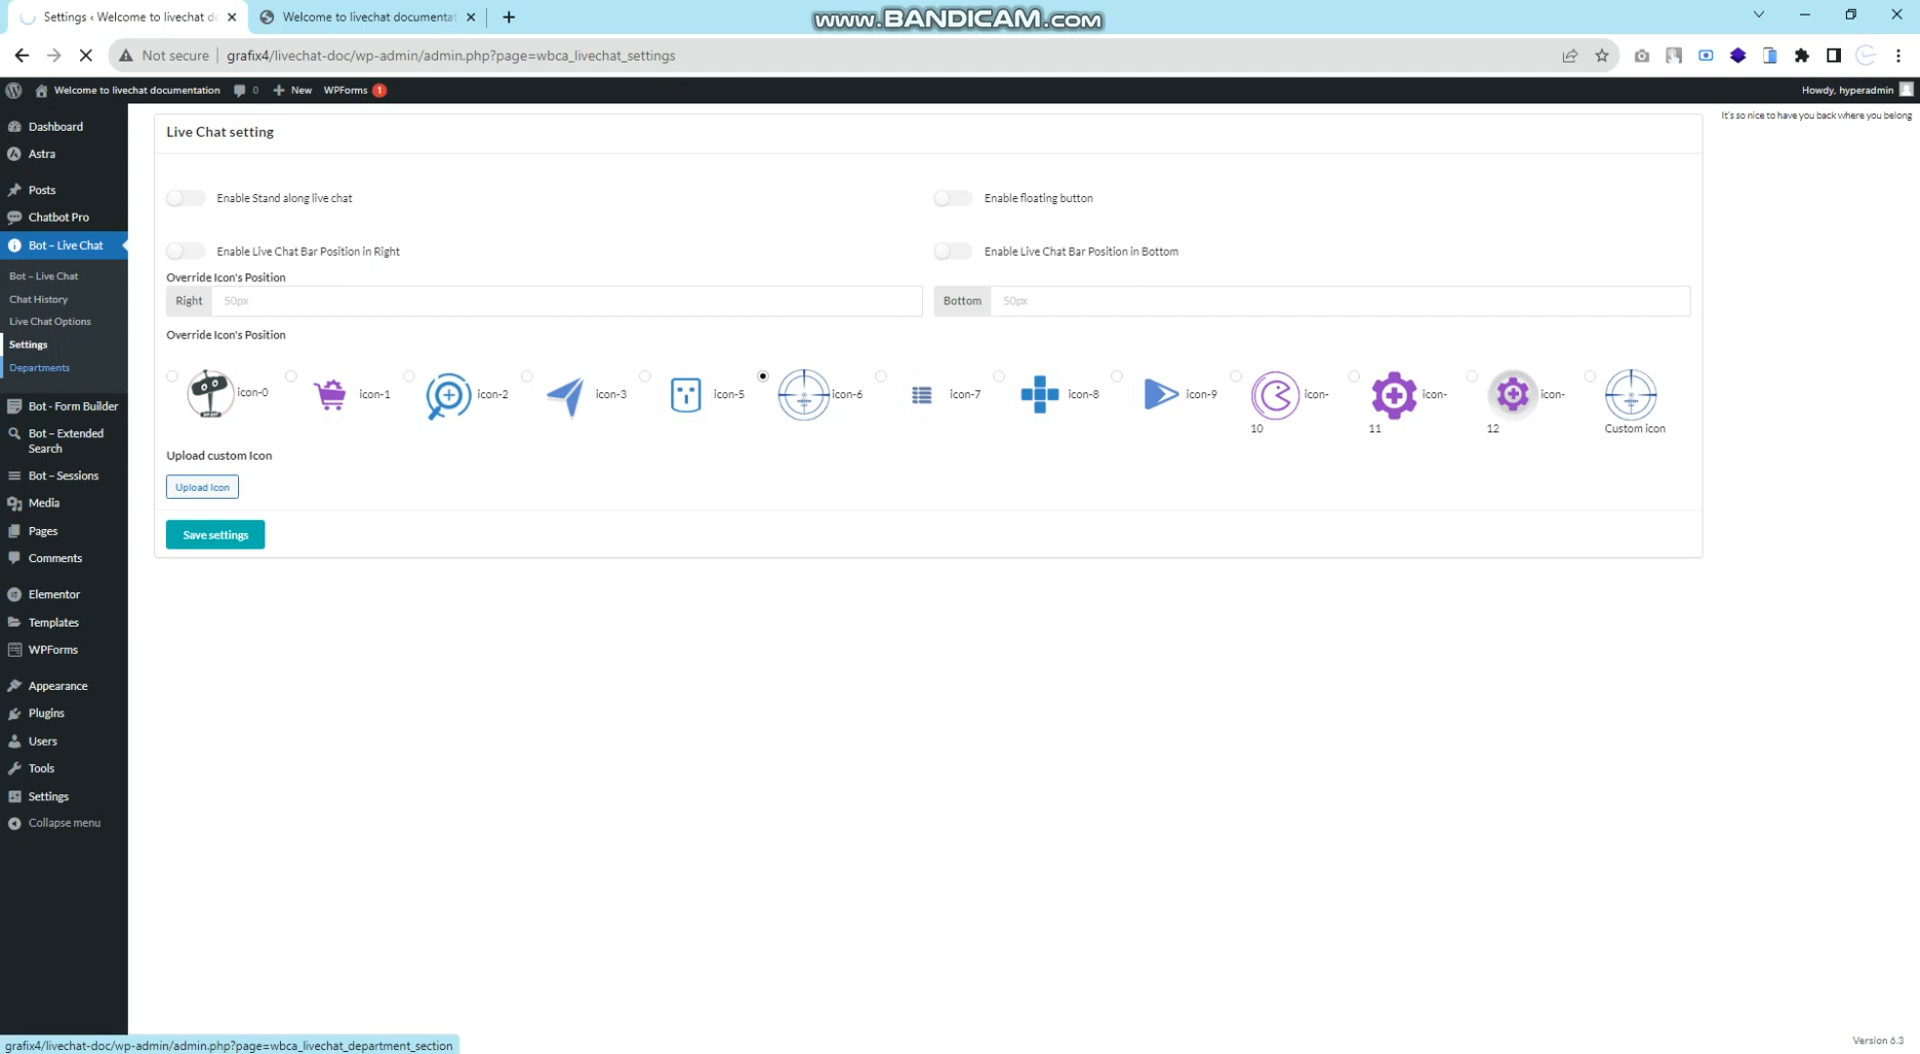 Settings ‹ Welcome to livechat do
Welcome to livechat documentat
www.BANDICAM.com
Not secure
grafix4/livechat-doc/wp-admin/admin.php?page=wbca_livechat_settings
Welcome to livechat documentation
0
New
WPForms
1
Howdy, hyperadmin
It's so nice to have you back where you belong
Dashboard
Astra
Posts
Chatbot Pro
Bot – Live Chat
Bot – Live Chat
Chat History
Live Chat Options
Settings
Departments
Bot - Form Builder
Bot – Extended
Search
Bot – Sessions
Media
Pages
Comments
Elementor
Templates
WPForms
Appearance
Plugins
Users
Tools
Settings
Collapse menu
Live Chat setting
Enable Stand along live chat
Enable floating button
Enable Live Chat Bar Position in Right
Enable Live Chat Bar Position in Bottom
Override Icon's Position
Right
50px
Bottom
50px
Override Icon's Position
icon-0
icon-1
icon-2
icon-3
icon-5
icon-6
icon-7
icon-8
icon-9
icon-
10
icon-
11
icon-
12
Custom icon
Upload custom Icon
Upload Icon
Save settings
Version 6.3
grafix4/livechat-doc/wp-admin/admin.php?page=wbca_livechat_department_section